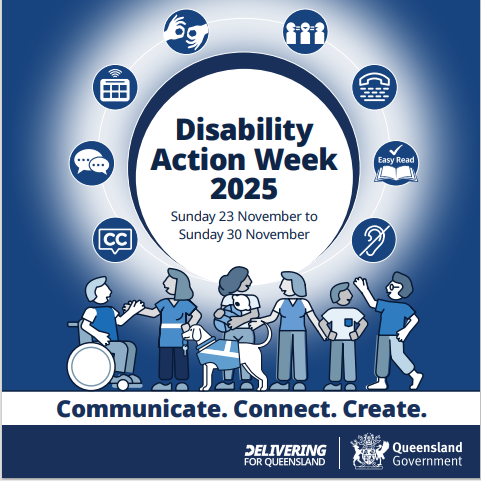 Disability
Action Week
2025
Sunday 23 November to
Sunday 30 November
Easy Read
CC
Communicate. Connect. Create.
DELIVERING
FOR QUEENSLAND
Queensland
Government